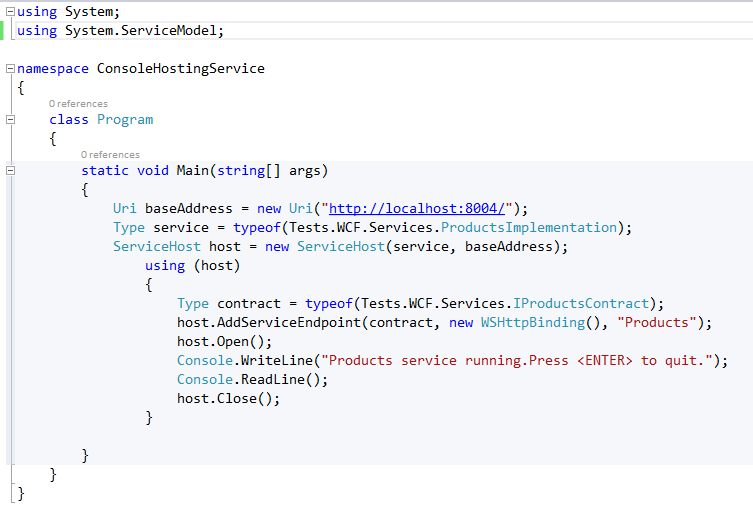 using System;
using System.ServiceModel;
namespace ConsoleHostingService
{
0 references
class Program
{
0 references
static void Main(string[] args)
{
Uri baseAddress = new Uri("http://localhost:8004/");
Type service = typeof(Tests.WCF.Services.ProductsImplementation);
ServiceHost host = new ServiceHost(service, baseAddress);
using (host)
{
Type contract = typeof(Tests.WCF.Services.IProductsContract);
host.AddServiceEndpoint(contract, new WSHttpBinding(), "Products");
host.Open();
Console.WriteLine("Products service running.Press <ENTER> to quit.");
Console.ReadLine();
host.Close();
}
}
}
}